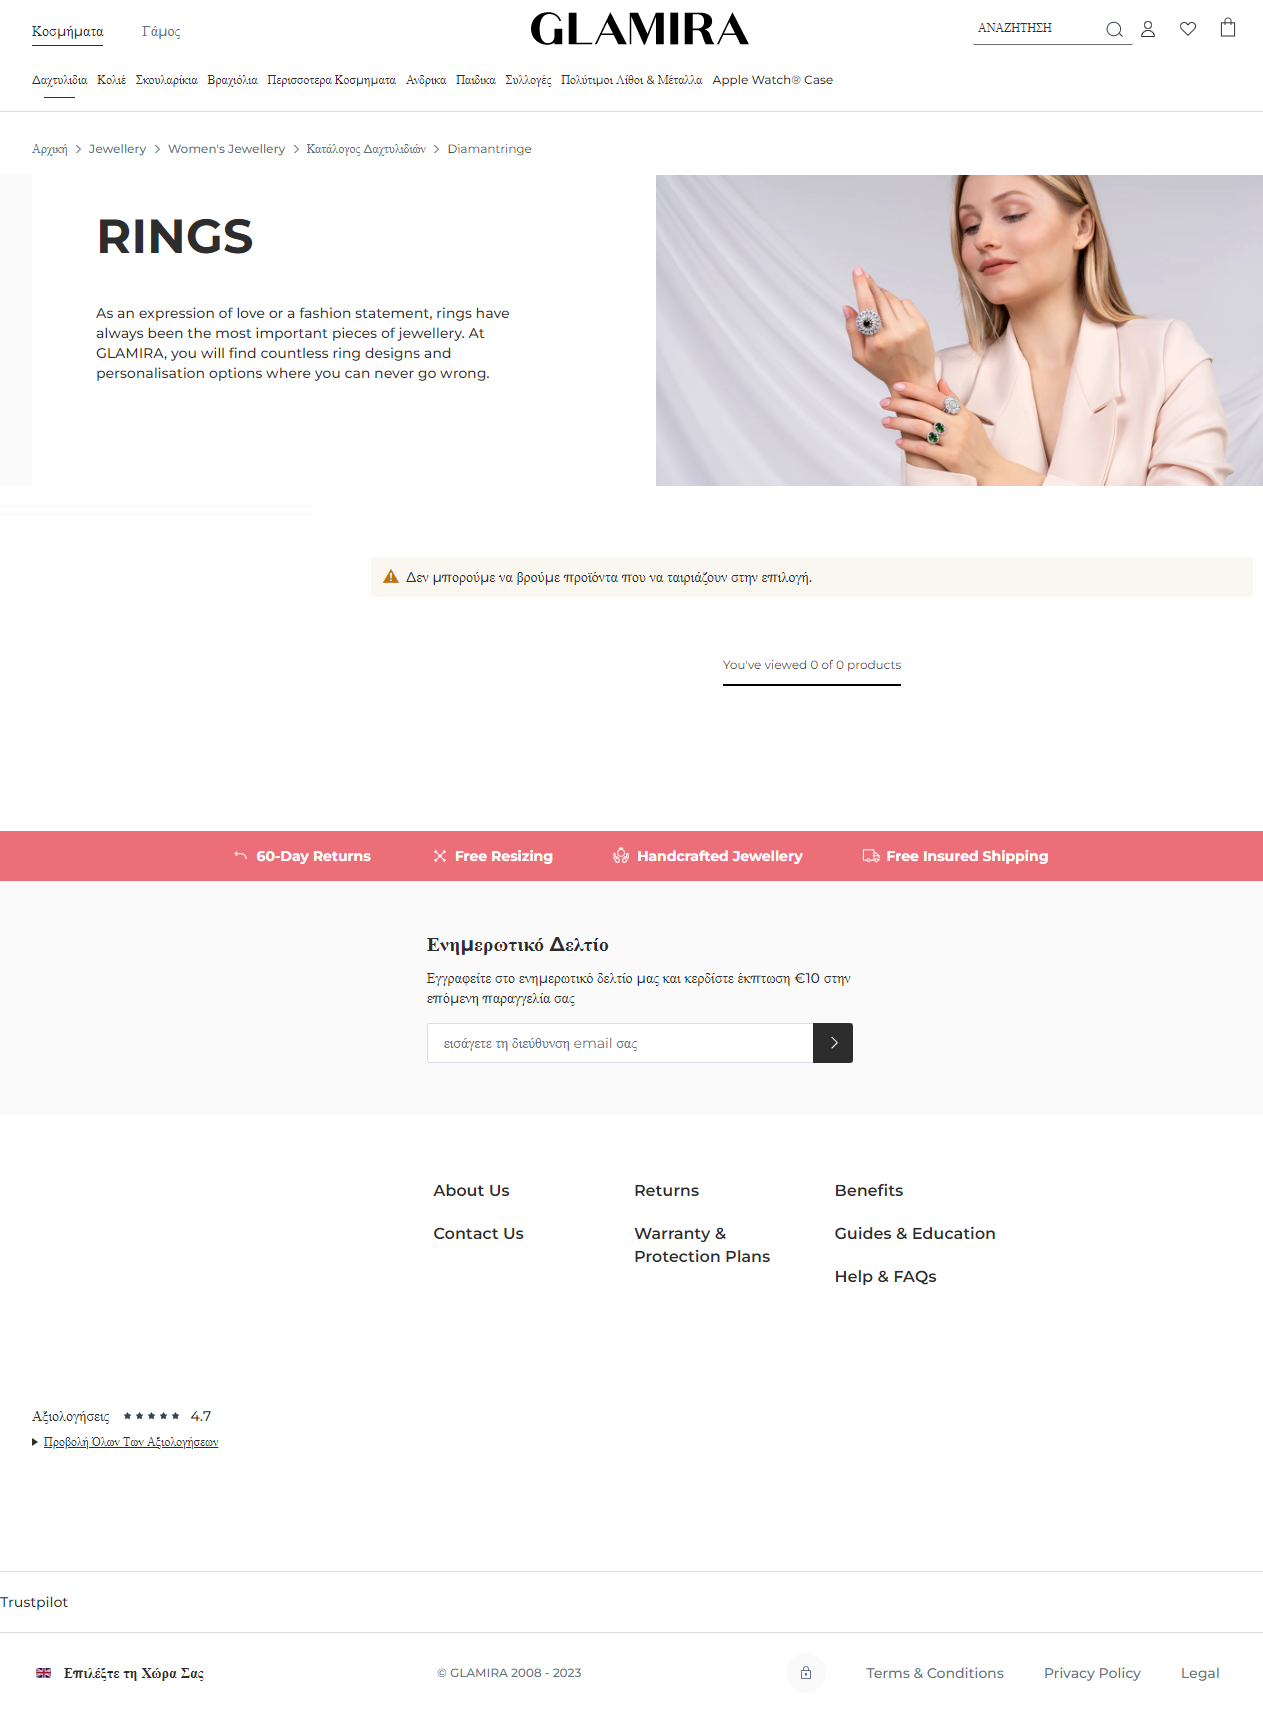 Κοσμήματα
Γάμος
GLAMIRA
ΑΝΑΖΗΤΗΣΗ
Δαχτυλιδια Κολιέ Σκουλαρίκια Βραχιόλια Περισσοτερα Κοσμηματα Ανδρικα Παιδικα Συλλογές Πολύτιμοι Λίθοι & Μέταλλα Apple Watch® Case
Αρχική > Jewellery > Women's Jewellery > Κατάλογος Δαχτυλιδιών > Diamantringe
RINGS
As an expression of love or a fashion statement, rings have
always been the most important pieces of jewellery. At
GLAMIRA, you will find countless ring designs and
personalisation options where you can never go wrong.
Δεν μπορούμε να βρούμε προϊόντα που να ταιριάζουν στην επιλογή.
You've viewed 0 of 0 products
60-Day Returns
Free Resizing
Handcrafted Jewellery
Free Insured Shipping
Ενημερωτικό Δελτίο
Εγγραφείτε στο ενημερωτικό δελτίο μας και κερδίστε έκπτωση €10 στην
επόμενη παραγγελία σας
εισάγετε τη διεύθυνση email σας
About Us
Contact Us
Returns
Warranty &
Protection Plans
Benefits
Guides & Education
Help & FAQs
Αξιολογήσεις ★★★★★ 4.7
Προβολή Όλων Των Αξιολογήσεων
Trustpilot
Επιλέξτε τη Χώρα Σας
© GLAMIRA 2008 - 2023
Terms & Conditions
Privacy Policy
Legal